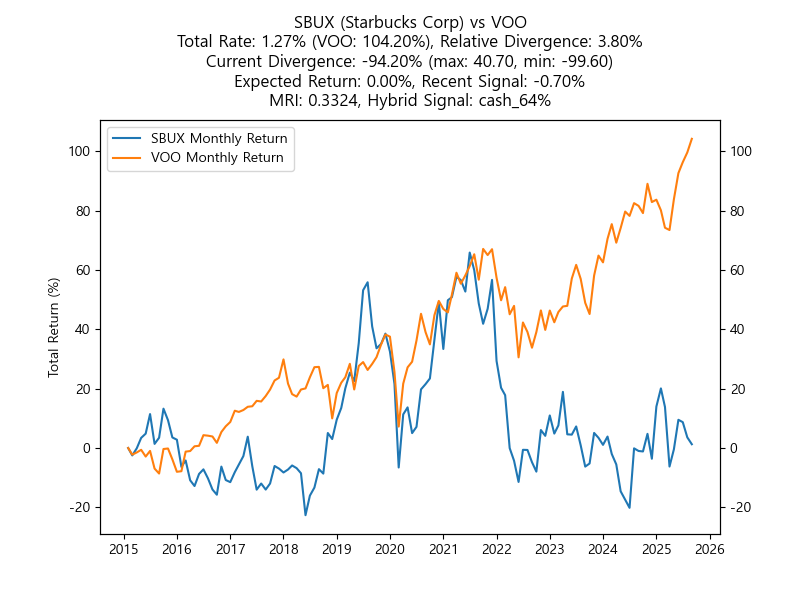 SBUX (Starbucks Corp) vs VOO
Total Rate: 1.27% (VOO: 104.20%), Relative Divergence: 3.80%
Current Divergence: -94.20% (max: 40.70, min: -99.60)
Expected Return: 0.00%, Recent Signal: -0.70%
MRI: 0.3324, Hybrid Signal: cash_64%
SBUX Monthly Return
VOO Monthly Return
Total Return (%)
100
80
60
40
20
0
-20
100
80
60
40
20
0
-20
2015 2016 2017 2018 2019 2020 2021 2022 2023 2024 2025 2026